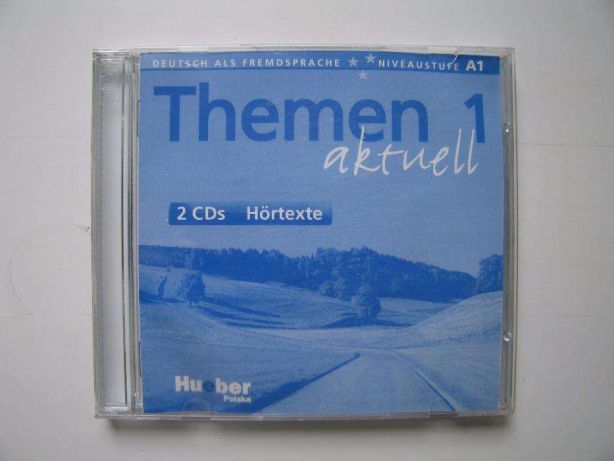 DEUTSCH ALS FREMDSPRACHE NIVEAUSTUFE A1
Themen 1
aktuell
2 CDs Hörtexte
Hueber
Polska